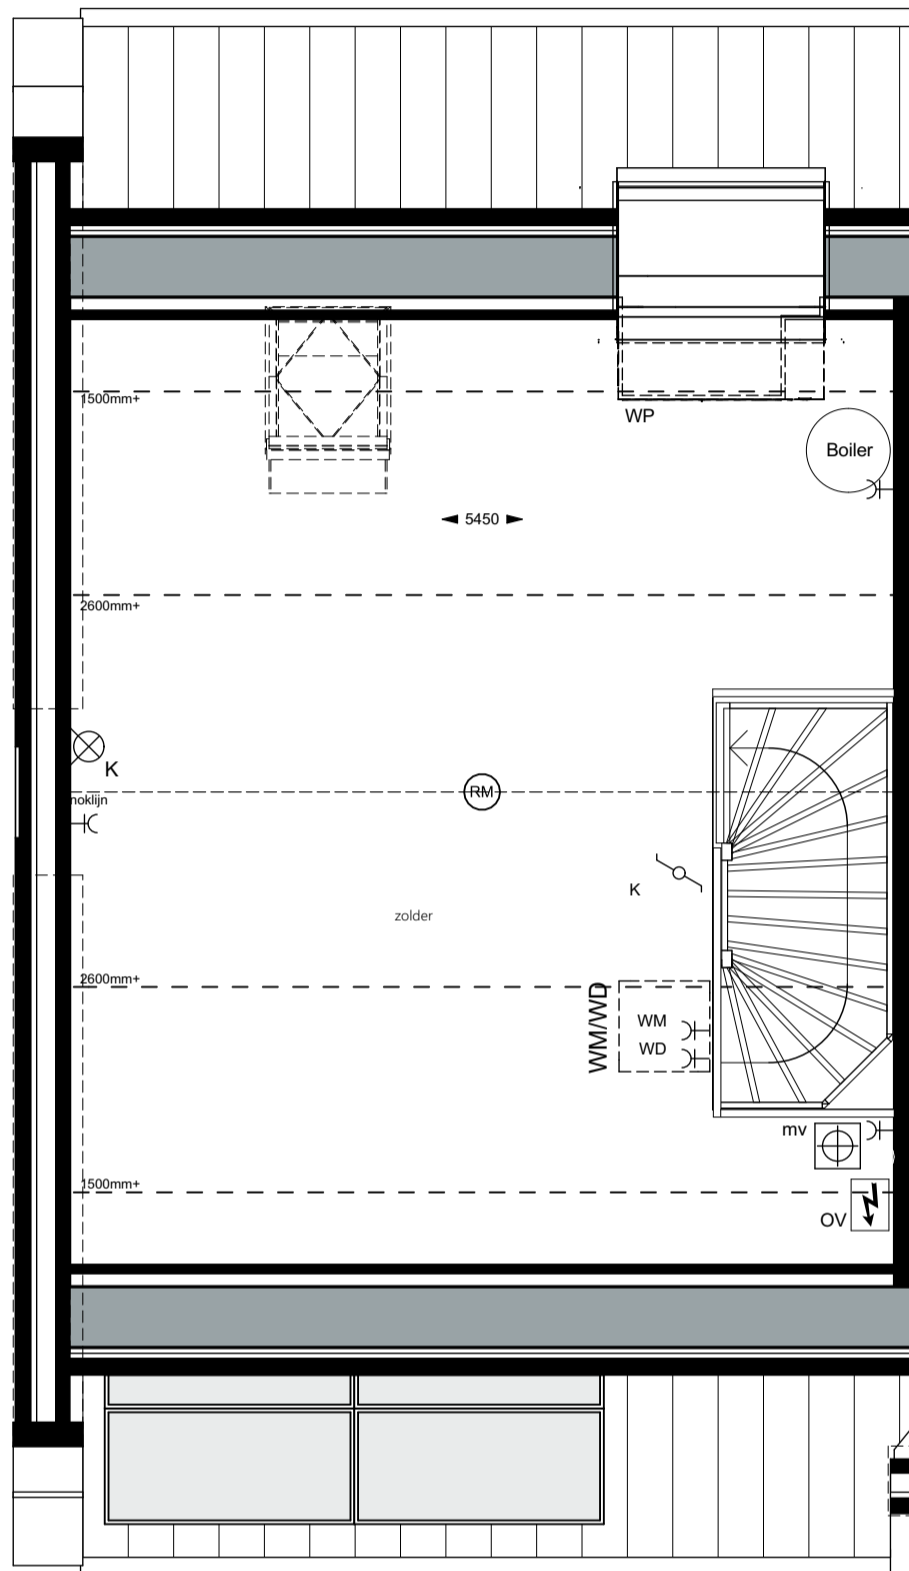 1500mm+
WP
Boiler
5450
2600mm+
K
noklijn
RM
K
zolder
2600mm+
WM/WD
WM
WD
mv
1500mm+
OV